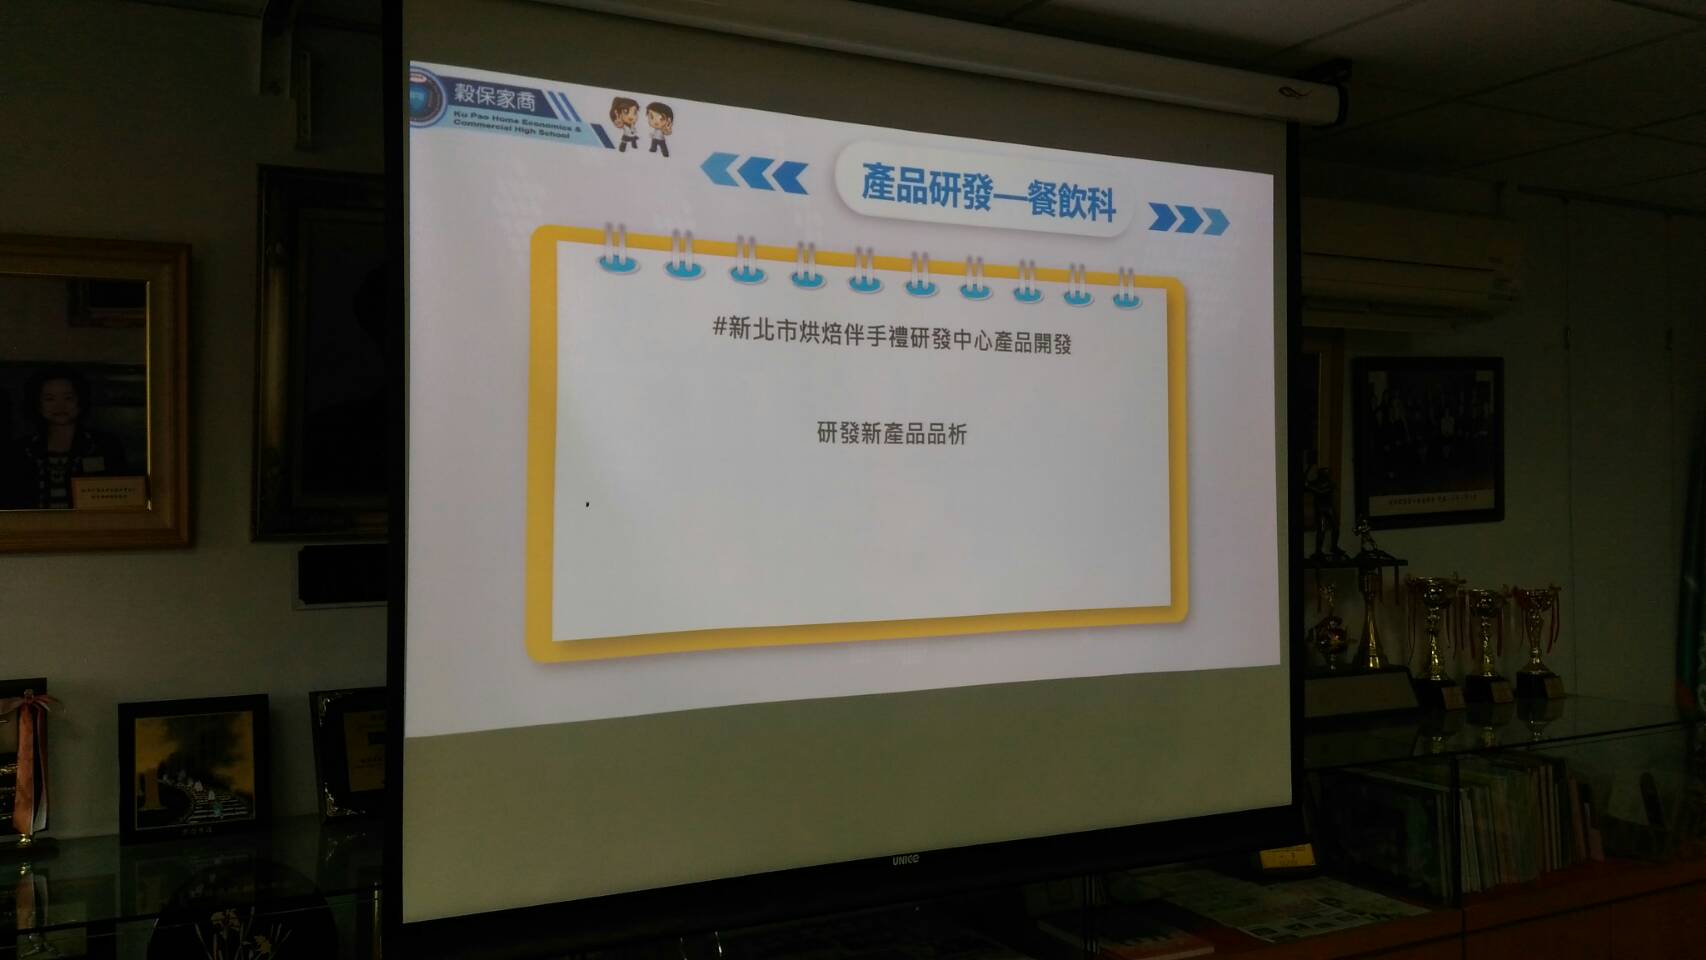 穀保家商
Ku Pao Home Economics &
Commercial High School
產品研發—餐飲科
#新北市烘焙伴手禮研發中心產品開發
研發新產品品析
UNICE